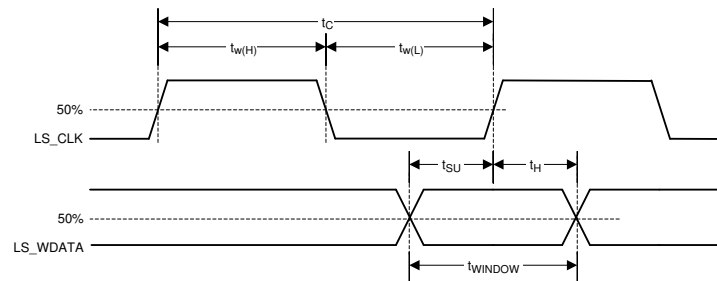 tC
tw(H) tw(L)
50%
LS_CLK
tSU tH
50%
LS_WDATA
tWINDOW